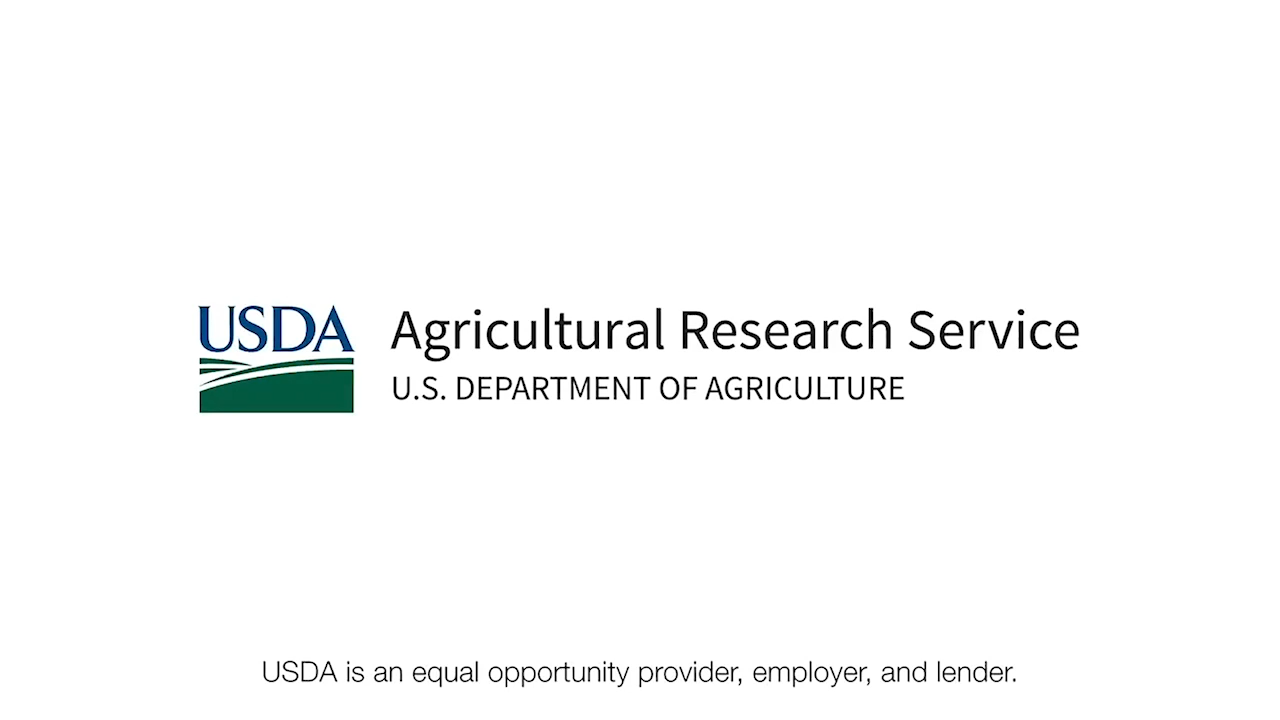 USDA
Agricultural Research Service
U.S. DEPARTMENT OF AGRICULTURE
USDA is an equal opportunity provider, employer, and lender.